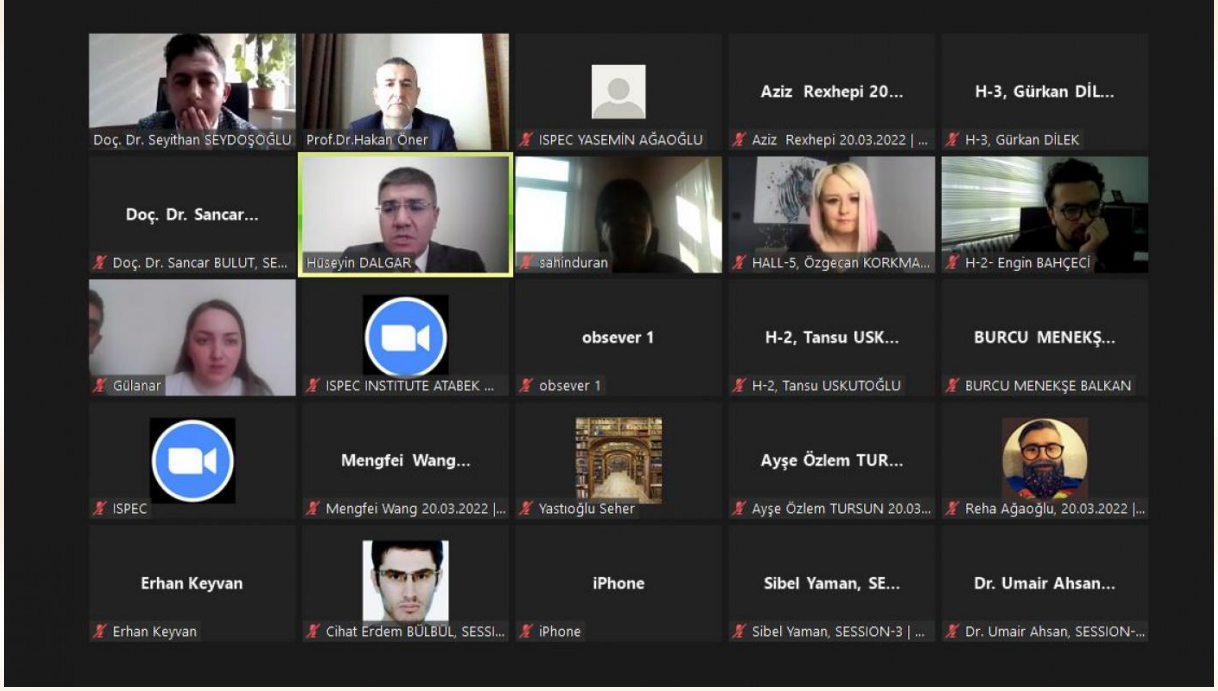 Doç. Dr. Seyithan SEYDOŞOĞLU
Prof.Dr.Hakan Öner
ISPEC YASEMİN AĞAOĞLU
Aziz Rexhepi 20...
Aziz Rexhepi 20.03.2022 | ...
H-3, Gürkan DİL...
H-3, Gürkan DİLEK
Doç. Dr. Sancar...
Doç. Dr. Sancar BULUT, SE...
Hüseyin DALGAR
sahinduran
HALL-5, Özgecan KORKMA...
H-2- Engin BAHÇECİ
Gülanar
ISPEC INSTITUTE ATABEK ...
obsever 1
obsever 1
H-2, Tansu USK...
H-2, Tansu USKUTOĞLU
BURCU MENEKŞ...
BURCU MENEKŞE BALKAN
ISPEC
Mengfei Wang...
Mengfei Wang 20.03.2022 |...
Yastıoğlu Seher
Ayşe Özlem TUR...
Ayşe Özlem TURSUN 20.03...
Reha Ağaoğlu, 20.03.2022 |...
Erhan Keyvan
Erhan Keyvan
Cihat Erdem BÜLBÜL, SESSI...
iPhone
iPhone
Sibel Yaman, SE...
Sibel Yaman, SESSION-3 | ...
Dr. Umair Ahsan...
Dr. Umair Ahsan, SESSION-...